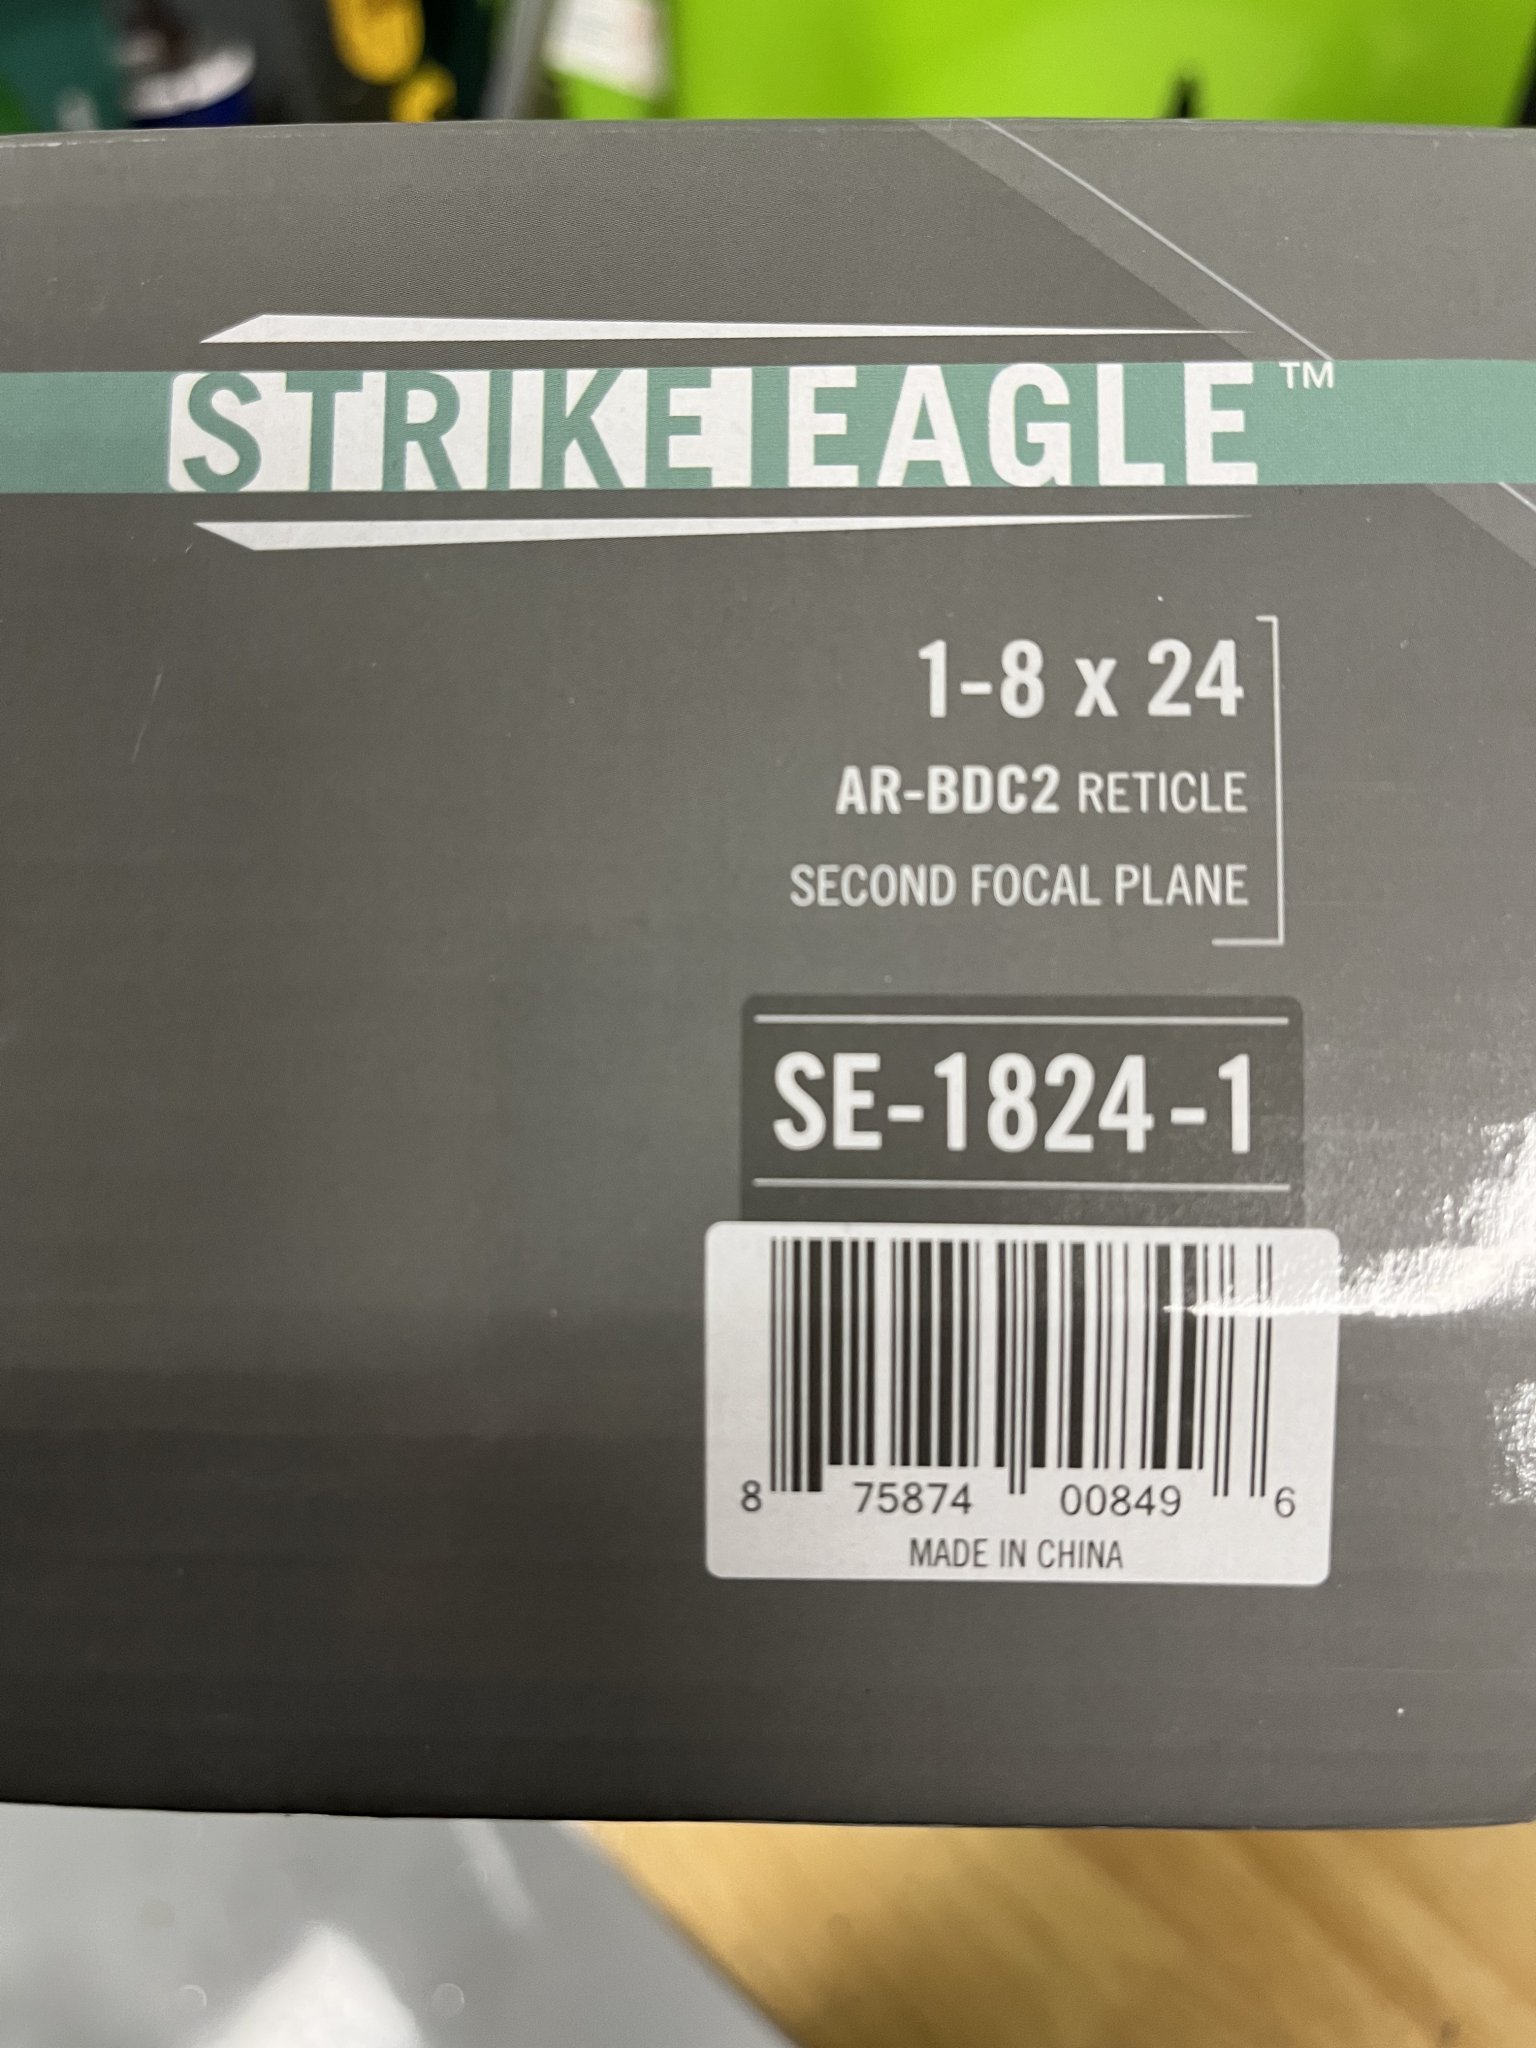 STRIKE EAGLE™
1-8 x 24
AR-BDC2 RETICLE
SECOND FOCAL PLANE
SE-1824-1
8 75874 00849 6
MADE IN CHINA